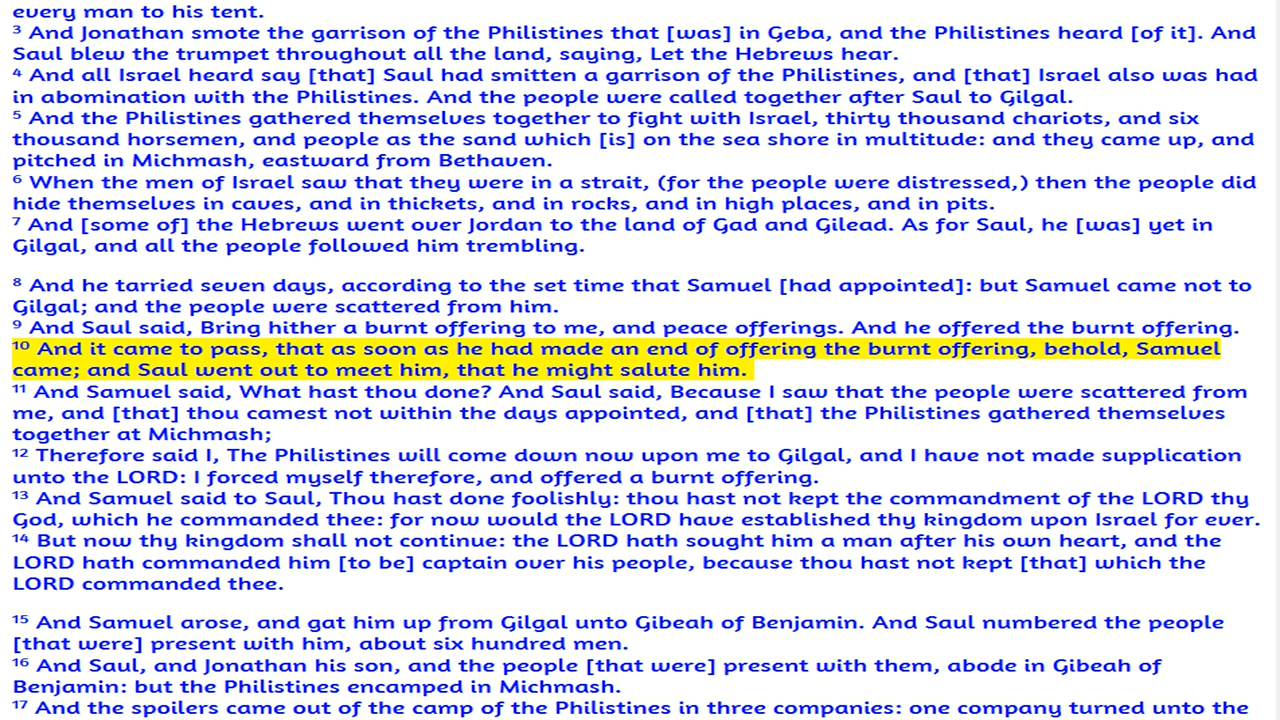 every man to his tent.
³ And Jonathan smote the garrison of the Philistines that [was] in Geba, and the Philistines heard [of it]. And
Saul blew the trumpet throughout all the land, saying, Let the Hebrews hear.
⁴ And all Israel heard say [that] Saul had smitten a garrison of the Philistines, and [that] Israel also was had
in abomination with the Philistines. And the people were called together after Saul to Gilgal.
⁵ And the Philistines gathered themselves together to fight with Israel, thirty thousand chariots, and six
thousand horsemen, and people as the sand which [is] on the sea shore in multitude: and they came up, and
pitched in Michmash, eastward from Bethaven.
⁶ When the men of Israel saw that they were in a strait, (for the people were distressed,) then the people did
hide themselves in caves, and in thickets, and in rocks, and in high places, and in pits.
⁷ And [some of] the Hebrews went over Jordan to the land of Gad and Gilead. As for Saul, he [was] yet in
Gilgal, and all the people followed him trembling.
⁸ And he tarried seven days, according to the set time that Samuel [had appointed]: but Samuel came not to
Gilgal; and the people were scattered from him.
⁹ And Saul said, Bring hither a burnt offering to me, and peace offerings. And he offered the burnt offering.
¹⁰ And it came to pass, that as soon as he had made an end of offering the burnt offering, behold, Samuel
came; and Saul went out to meet him, that he might salute him.
¹¹ And Samuel said, What hast thou done? And Saul said, Because I saw that the people were scattered from
me, and [that] thou camest not within the days appointed, and [that] the Philistines gathered themselves
together at Michmash;
¹² Therefore said I, The Philistines will come down now upon me to Gilgal, and I have not made supplication
unto the LORD: I forced myself therefore, and offered a burnt offering.
¹³ And Samuel said to Saul, Thou hast done foolishly: thou hast not kept the commandment of the LORD thy
God, which he commanded thee: for now would the LORD have established thy kingdom upon Israel for ever.
¹⁴ But now thy kingdom shall not continue: the LORD hath sought him a man after his own heart, and the
LORD hath commanded him [to be] captain over his people, because thou hast not kept [that] which the
LORD commanded thee.
¹⁵ And Samuel arose, and gat him up from Gilgal unto Gibeah of Benjamin. And Saul numbered the people
[that were] present with him, about six hundred men.
¹⁶ And Saul, and Jonathan his son, and the people [that were] present with them, abode in Gibeah of
Benjamin: but the Philistines encamped in Michmash.
¹⁷ And the spoilers came out of the camp of the Philistines in three companies: one company turned unto the